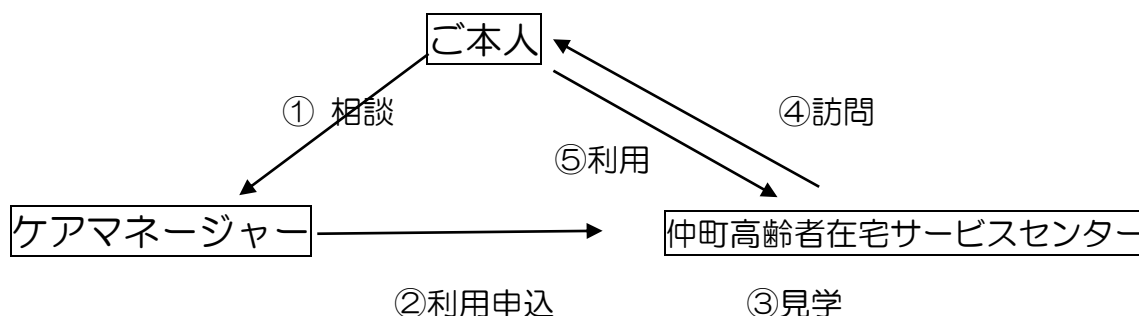 ご本人
① 相談
④訪問
⑤利用
ケアマネージャー
仲町高齢者在宅サービスセンター
②利用申込
③見学